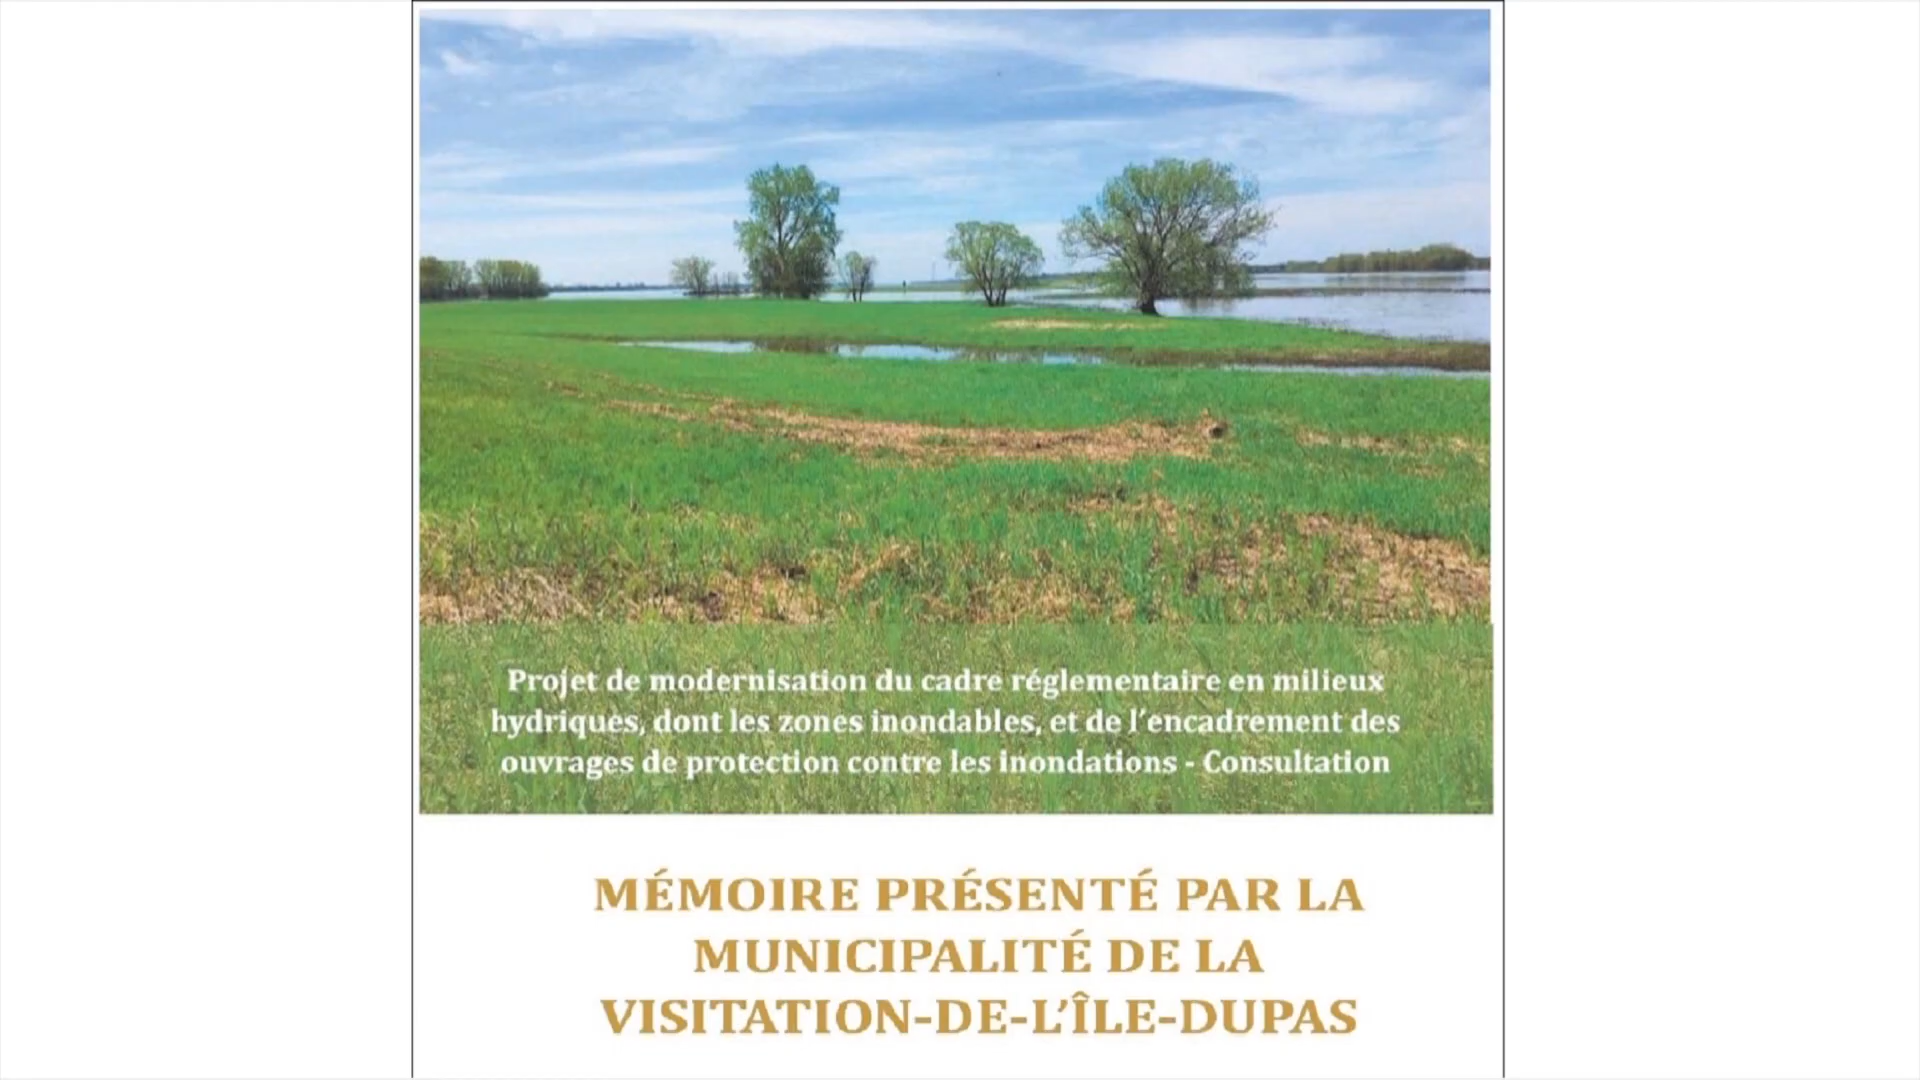 Projet de modernisation du cadre réglementaire en milieux
hydriques, dont les zones inondables, et de l'encadrement des
ouvrages de protection contre les inondations - Consultation
MÉMOIRE PRÉSENTÉ PAR LA
MUNICIPALITÉ DE LA
VISITATION-DE-L'ÎLE-DUPAS